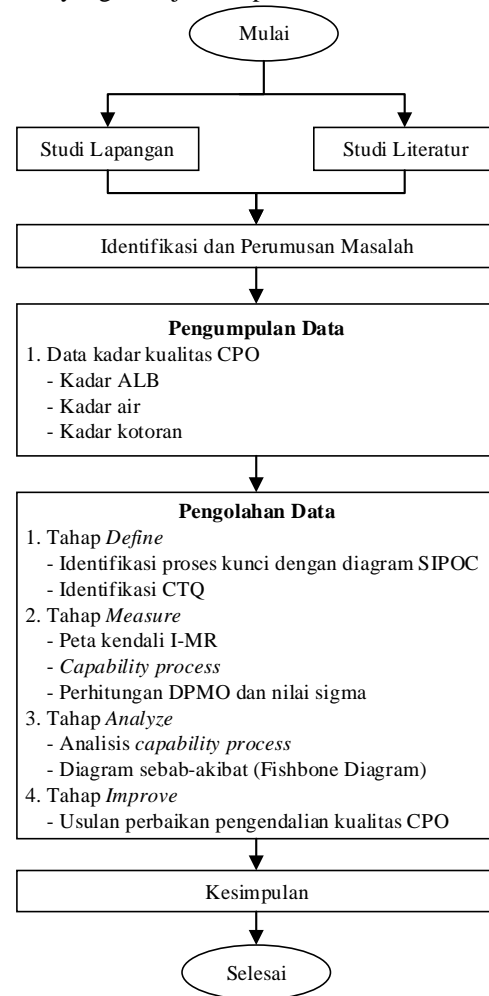 Mulai
Studi Lapangan
Studi Literatur
Identifikasi dan Perumusan Masalah
Pengumpulan Data
1. Data kadar kualitas CPO
- Kadar ALB
- Kadar air
- Kadar kotoran
Pengolahan Data
1. Tahap Define
- Identifikasi proses kunci dengan diagram SIPOC
- Identifikasi CTQ
2. Tahap Measure
- Peta kendali I-MR
- Capability process
- Perhitungan DPMO dan nilai sigma
3. Tahap Analyze
- Analisis capability process
- Diagram sebab-akibat (Fishbone Diagram)
4. Tahap Improve
- Usulan perbaikan pengendalian kualitas CPO
Kesimpulan
Selesai